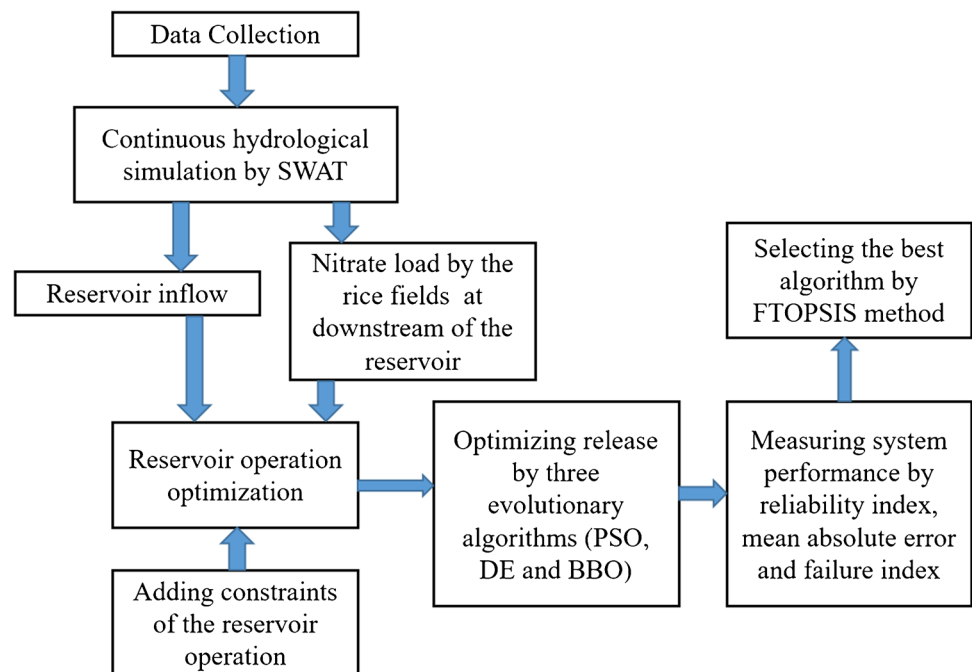 Data Collection
Continuous hydrological
simulation by SWAT
Reservoir inflow
Nitrate load by the
rice fields at
downstream of the
reservoir
Reservoir operation
optimization
Adding constraints
of the reservoir
operation
Optimizing release
by three
evolutionary
algorithms (PSO,
DE and BBO)
Measuring system
performance by
reliability index,
mean absolute error
and failure index
Selecting the best
algorithm by
FTOPSIS method